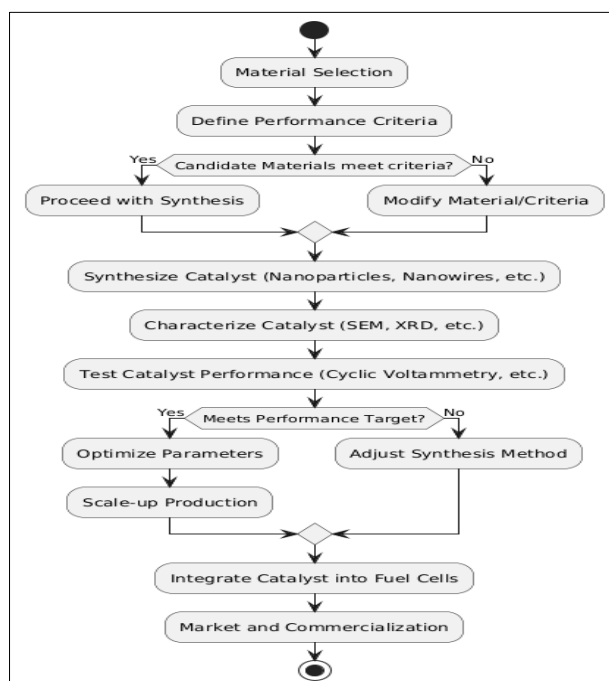 Material Selection
Define Performance Criteria
Yes
Candidate Materials meet criteria?
No
Proceed with Synthesis
Modify Material/Criteria
Synthesize Catalyst (Nanoparticles, Nanowires, etc.)
Characterize Catalyst (SEM, XRD, etc.)
Test Catalyst Performance (Cyclic Voltammetry, etc.)
Yes
Meets Performance Target?
No
Optimize Parameters
Adjust Synthesis Method
Scale-up Production
Integrate Catalyst into Fuel Cells
Market and Commercialization